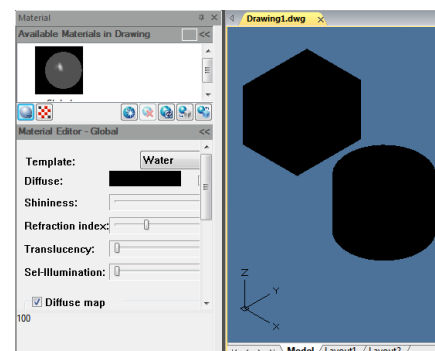 Material
Drawing1.dwg
Available Materials in Drawing
<<
Material Editor - Global
<<
Template:
Water
Diffuse:
Shininess:
Refraction index:
Translucency:
Sel-Illumination:
Diffuse map
100
Z
Y
X
Model
Layout1
Layout2